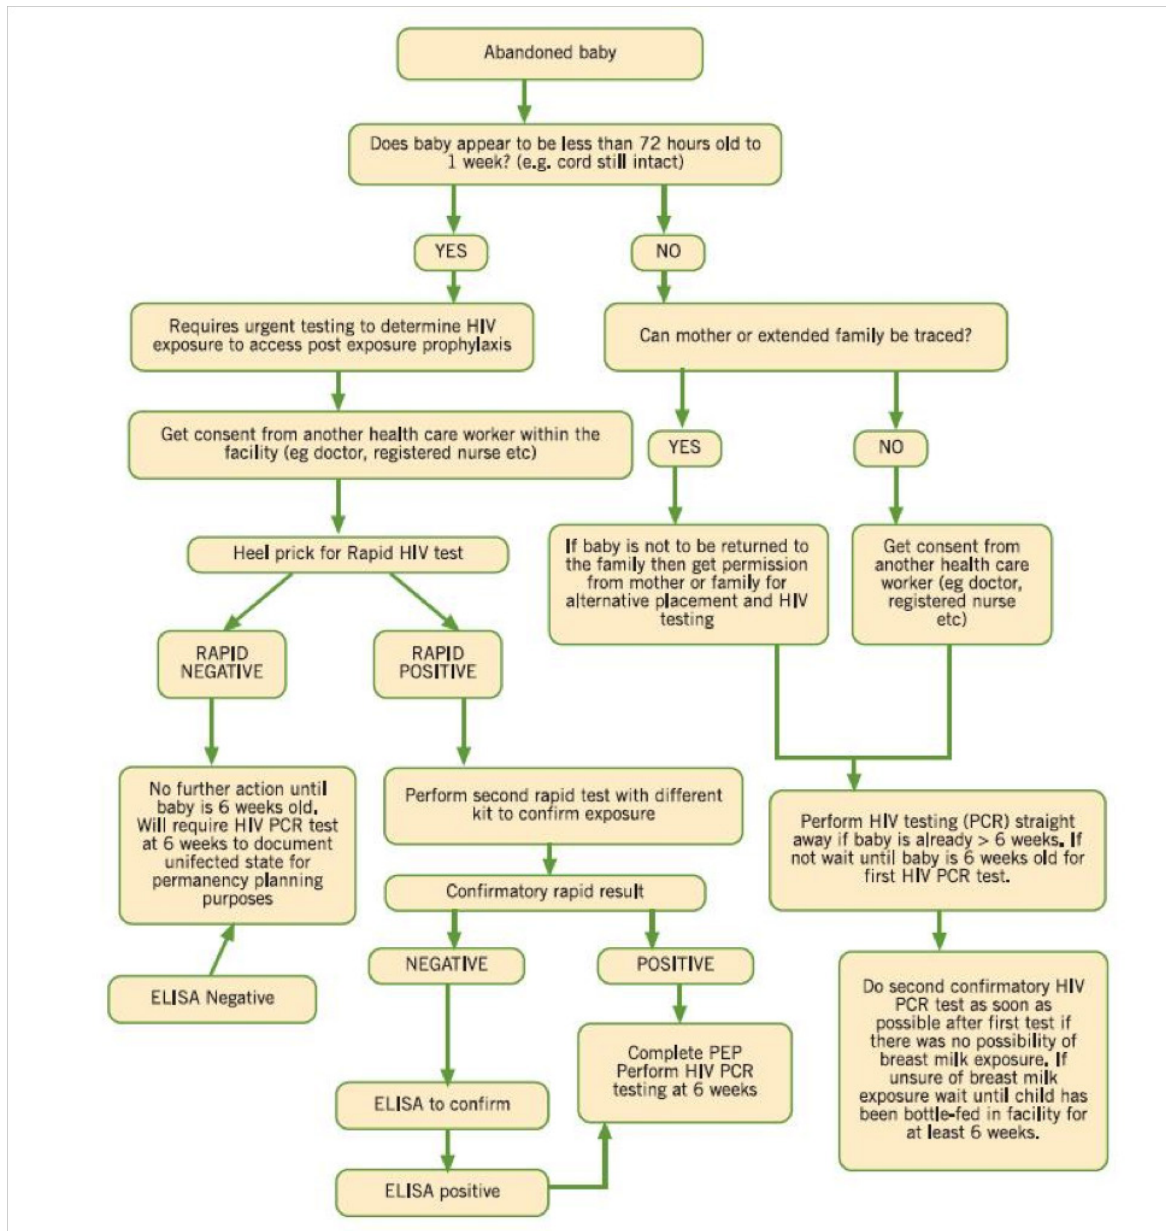 Abandoned baby
Does baby appear to be less than 72 hours old to
1 week? (e.g. cord still intact)
YES
NO
Requires urgent testing to determine HIV
exposure to access post exposure prophylaxis
Can mother or extended family be traced?
Get consent from another health care worker within the
facility (eg doctor, registered nurse etc)
YES
NO
Heel prick for Rapid HIV test
If baby is not to be returned to
the family then get permission
from mother or family for
alternative placement and HIV
testing
Get consent from
another health care
worker (eg doctor,
registered nurse
etc)
RAPID
NEGATIVE
RAPID
POSITIVE
No further action until
baby is 6 weeks old.
Will require HIV PCR test
at 6 weeks to document
unifected state for
permanency planning
purposes
Perform second rapid test with different
kit to confirm exposure
Perform HIV testing (PCR) straight
away if baby is already > 6 weeks. If
not wait until baby is 6 weeks old for
first HIV PCR test.
Confirmatory rapid result
NEGATIVE
POSITIVE
ELISA Negative
Do second confirmatory HIV
PCR test as soon as
possible after first test if
there was no possibility of
breast milk exposure. If
unsure of breast milk
exposure wait until child has
been bottle-fed in facility for
at least 6 weeks.
Complete PEP
Perform HIV PCR
testing at 6 weeks
ELISA to confirm
ELISA positive